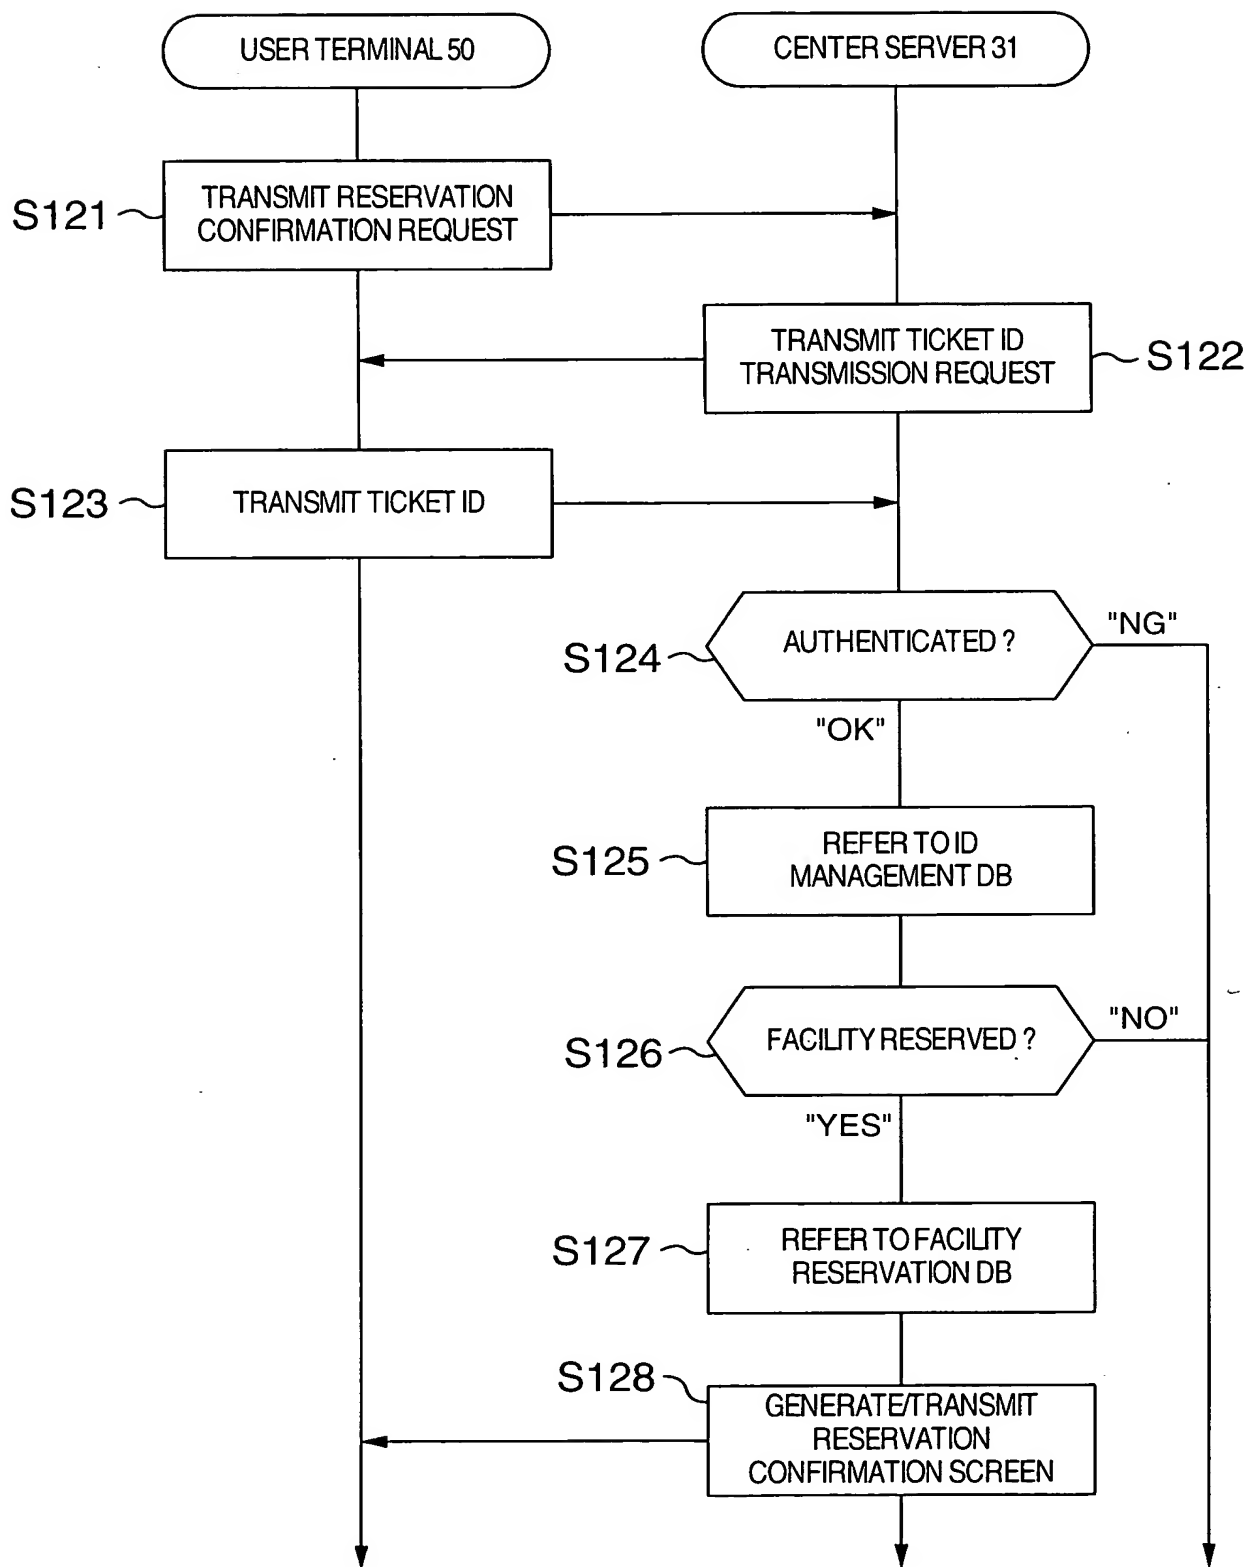 USER TERMINAL 50
CENTER SERVER 31
S121
TRANSMIT RESERVATION
CONFIRMATION REQUEST
TRANSMIT TICKET ID
TRANSMISSION REQUEST
S122
S123
TRANSMIT TICKET ID
S124
AUTHENTICATED ?
"NG"
"OK"
S125
REFER TO ID
MANAGEMENT DB
S126
FACILITY RESERVED ?
"NO"
"YES"
S127
REFER TO FACILITY
RESERVATION DB
S128
GENERATE/TRANSMIT
RESERVATION
CONFIRMATION SCREEN